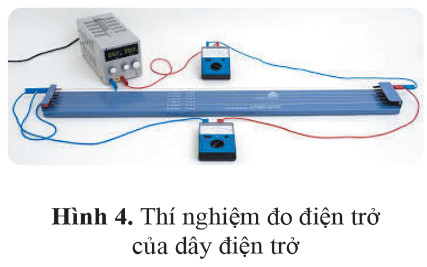 Hình 4. Thí nghiệm đo điện trở
của dây điện trở